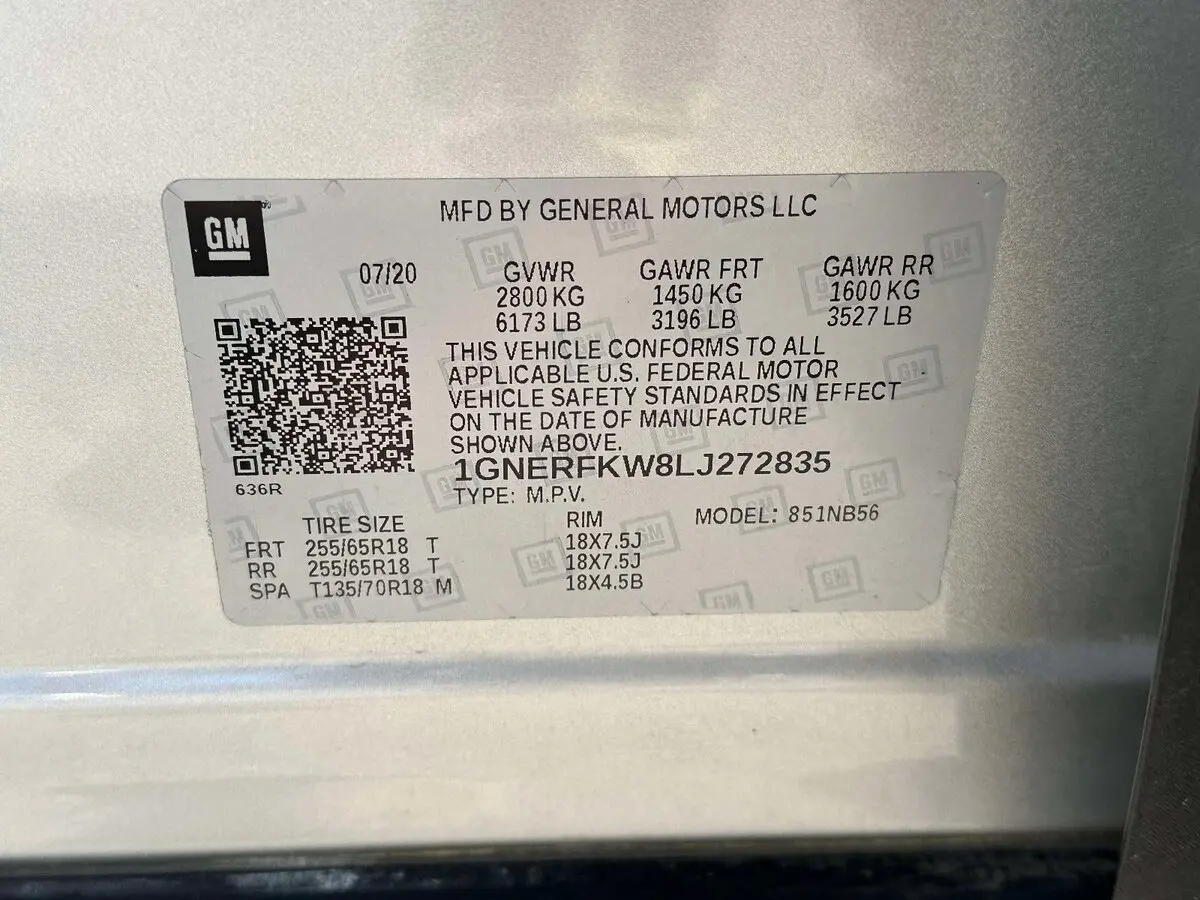 GM
MFD BY GENERAL MOTORS LLC
07/20 GVWR GAWR FRT GAWR RR
2800 KG 1450 KG 1600 KG
6173 LB 3196 LB 3527 LB
THIS VEHICLE CONFORMS TO ALL
APPLICABLE U.S. FEDERAL MOTOR
VEHICLE SAFETY STANDARDS IN EFFECT
ON THE DATE OF MANUFACTURE
SHOWN ABOVE.
1GNERFKW8LJ272835
636R
TYPE: M.P.V.
TIRE SIZE RIM MODEL: 851NB56
FRT 255/65R18 T 18X7.5J
RR 255/65R18 T 18X7.5J
SPA T135/70R18 M 18X4.5B